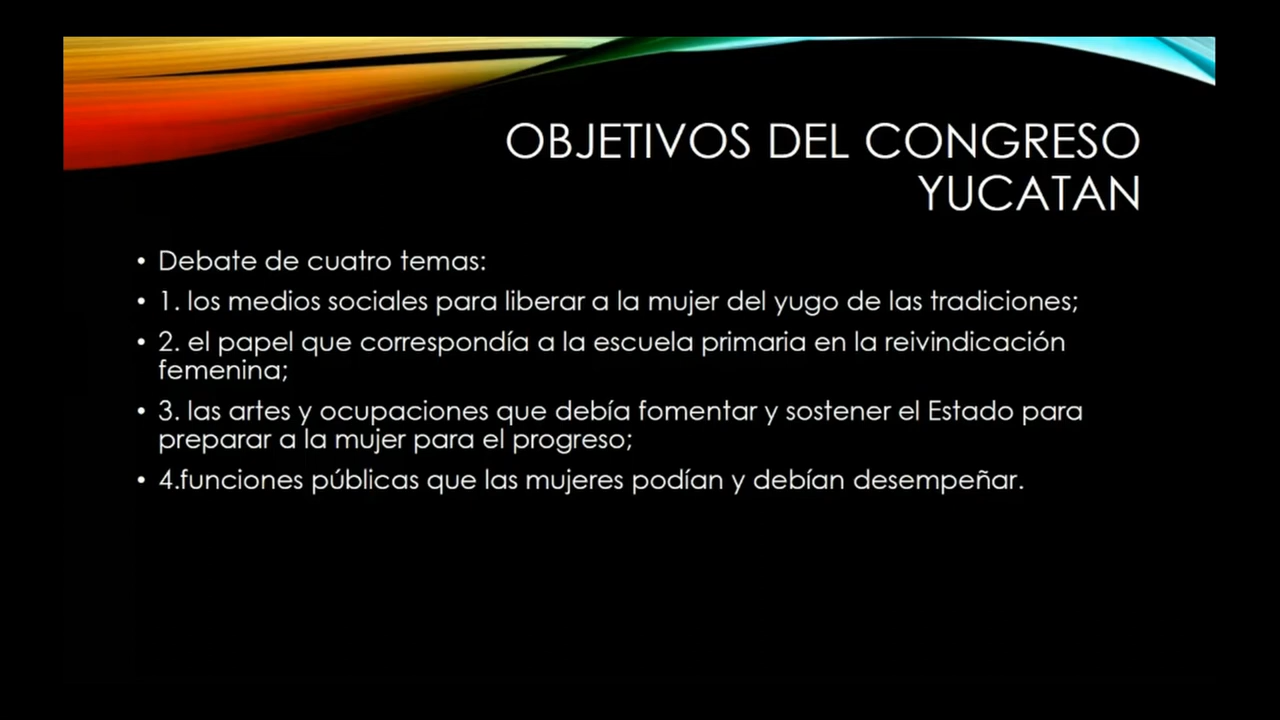 OBJETIVOS DEL CONGRESO
YUCATAN
• Debate de cuatro temas:
• 1. los medios sociales para liberar a la mujer del yugo de las tradiciones;
• 2. el papel que correspondía a la escuela primaria en la reivindicación
femenina;
• 3. las artes y ocupaciones que debía fomentar y sostener el Estado para
preparar a la mujer para el progreso;
• 4.funciones públicas que las mujeres podían y debían desempeñar.